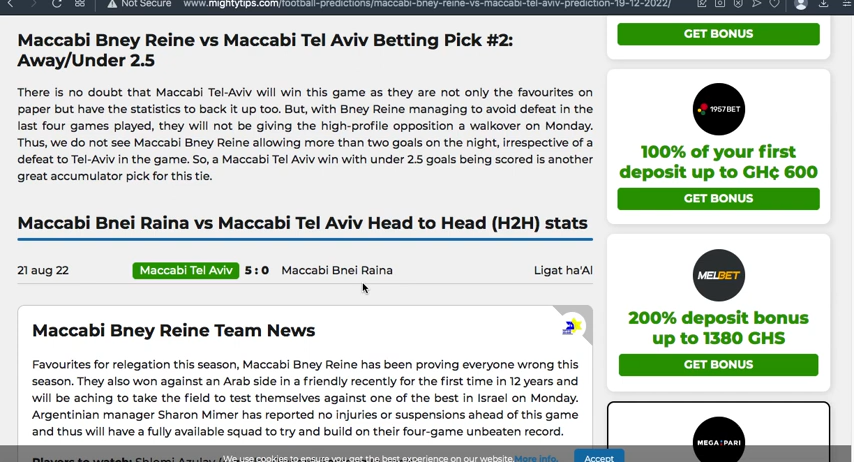 Not Secure www.mightytips.com/football-predictions/maccabi-bney-reine-vs-maccabi-tel-aviv-prediction-19-12-2022/
Maccabi Bney Reine vs Maccabi Tel Aviv Betting Pick #2:
Away/Under 2.5
There is no doubt that Maccabi Tel-Aviv will win this game as they are not only the favourites on
paper but have the statistics to back it up too. But, with Bney Reine managing to avoid defeat in the
last four games played, they will not be giving the high-profile opposition a walkover on Monday.
Thus, we do not see Maccabi Bney Reine allowing more than two goals on the night, irrespective of a
defeat to Tel-Aviv in the game. So, a Maccabi Tel Aviv win with under 2.5 goals being scored is another
great accumulator pick for this tie.
Maccabi Bnei Raina vs Maccabi Tel Aviv Head to Head (H2H) stats
21 aug 22 Maccabi Tel Aviv 5 : 0 Maccabi Bnei Raina Ligat ha'Al
Maccabi Bney Reine Team News
Favourites for relegation this season, Maccabi Bney Reine has been proving everyone wrong this
season. They also won against an Arab side in a friendly recently for the first time in 12 years and
will be aching to take the field to test themselves against one of the best in Israel on Monday.
Argentinian manager Sharon Mimer has reported no injuries or suspensions ahead of this game
and thus will have a fully available squad to try and build on their four-game unbeaten record.
Players to watch: Shlomi Azulay
We use cookies to ensure you get the best experience on our website. More info. Accept
GET BONUS
1957BET
100% of your first
deposit up to GH₵ 600
GET BONUS
MELBET
200% deposit bonus
up to 1380 GHS
GET BONUS
MEGAPARI